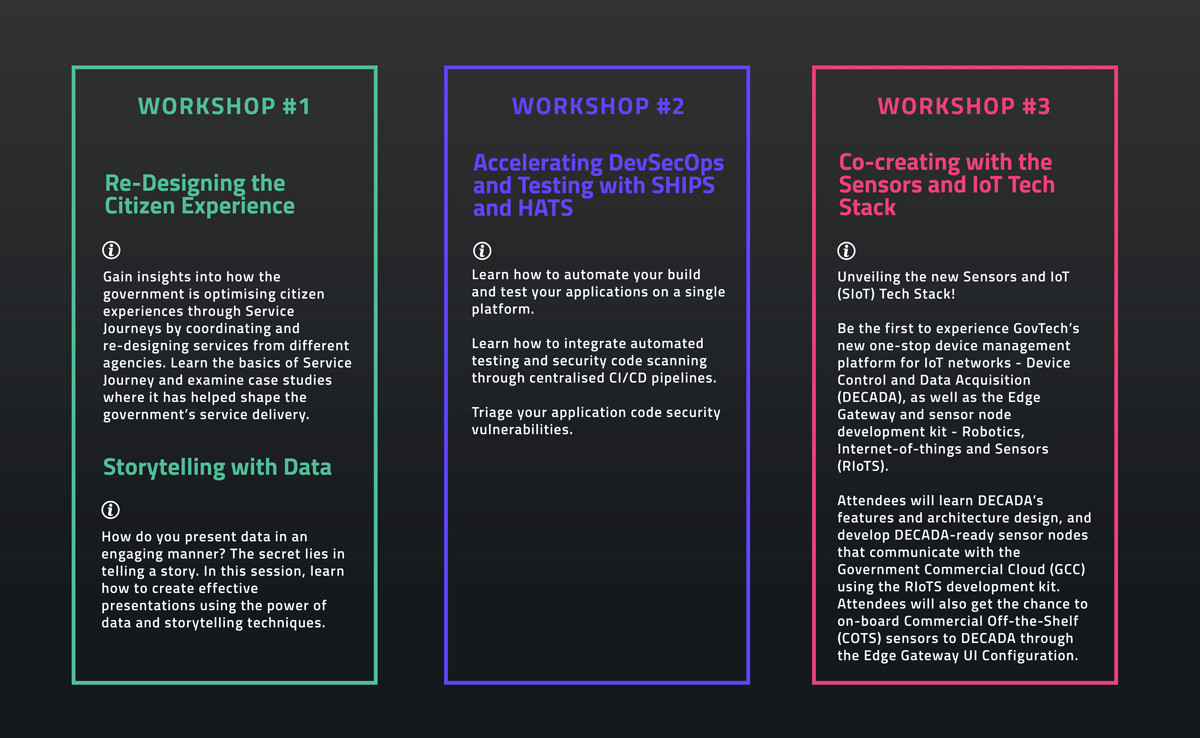 WORKSHOP #1
Re-Designing the
Citizen Experience
Gain insights into how the
government is optimising citizen
experiences through Service
Journeys by coordinating and
re-designing services from different
agencies. Learn the basics of Service
Journey and examine case studies
where it has helped shape the
government's service delivery.
Storytelling with Data
How do you present data in an
engaging manner? The secret lies in
telling a story. In this session, learn
how to create effective
presentations using the power of
data and storytelling techniques.
WORKSHOP #2
Accelerating DevSecOps
and Testing with SHIPS
and HATS
Learn how to automate your build
and test your applications on a single
platform.
Learn how to integrate automated
testing and security code scanning
through centralised CI/CD pipelines.
Triage your application code security
vulnerabilities.
WORKSHOP #3
Co-creating with the
Sensors and IoT Tech
Stack
Unveiling the new Sensors and IoT
(SIoT) Tech Stack!
Be the first to experience GovTech's
new one-stop device management
platform for IoT networks - Device
Control and Data Acquisition
(DECADA), as well as the Edge
Gateway and sensor node
development kit - Robotics,
Internet-of-things and Sensors
(RIoTS).
Attendees will learn DECADA's
features and architecture design, and
develop DECADA-ready sensor nodes
that communicate with the
Government Commercial Cloud (GCC)
using the RIoTS development kit.
Attendees will also get the chance to
on-board Commercial Off-the-Shelf
(COTS) sensors to DECADA through
the Edge Gateway UI Configuration.